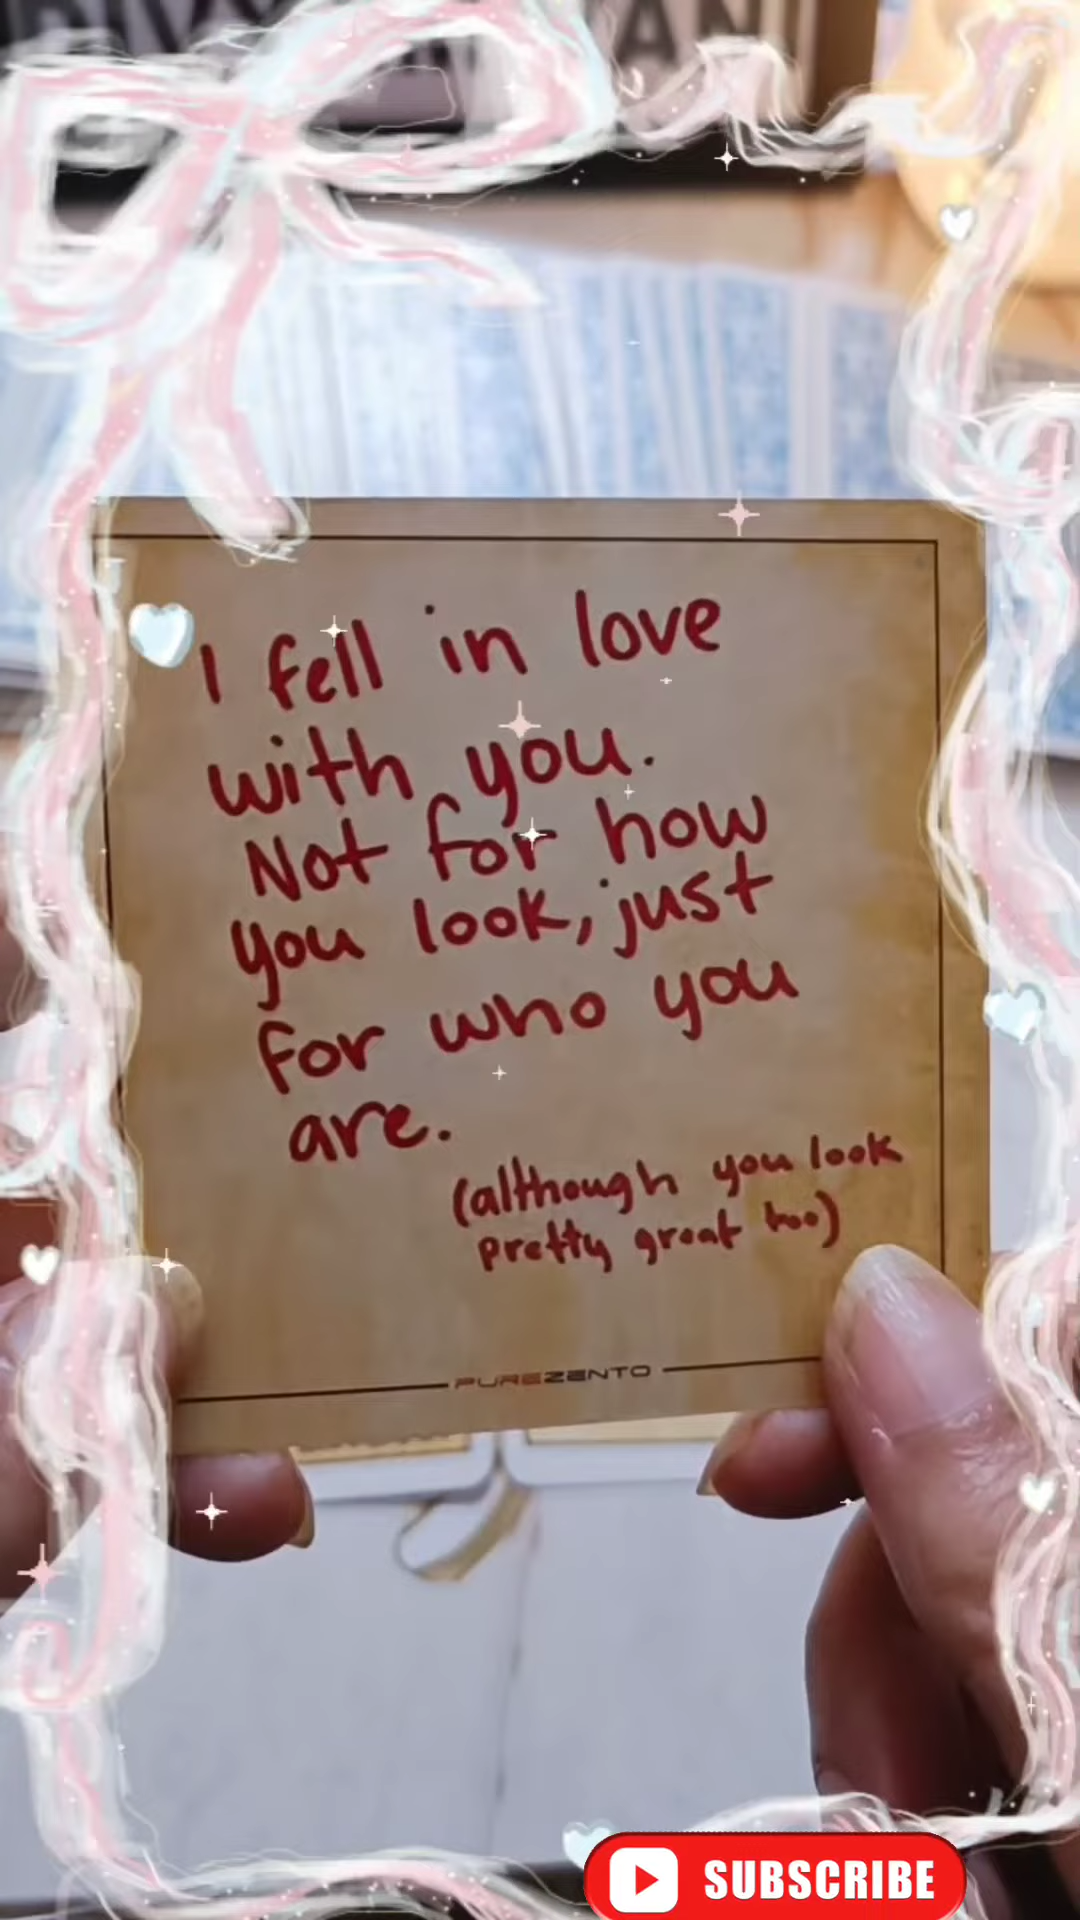 I fell in love
with you.
Not for how
you look, just
for who you
are.
(although you look
pretty great too)
PUREZENTO
SUBSCRIBE